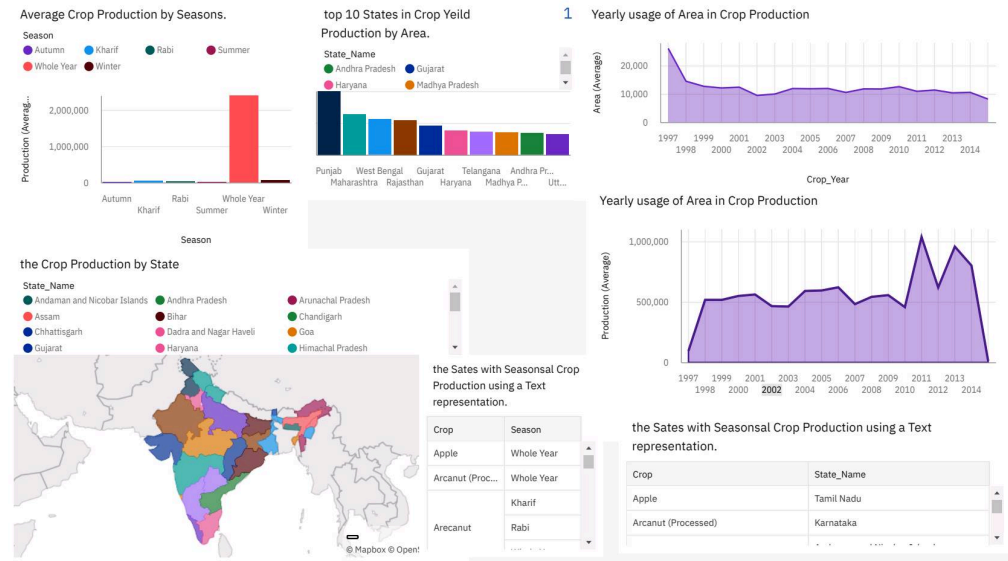 Average Crop Production by Seasons.
Season
Autumn Kharif Rabi Summer
Whole Year Winter
Production (Averag...
2,000,000
1,000,000
0
Autumn Rabi Whole Year
Kharif Summer Winter
Season
top 10 States in Crop Yeild 1
Production by Area.
State_Name
Andhra Pradesh Gujarat
Haryana Madhya Pradesh
Punjab West Bengal Gujarat Telangana Andhra Pr...
Maharashtra Rajasthan Haryana Madhya P... Utt...
Yearly usage of Area in Crop Production
Area (Average)
20,000
10,000
0
1997 1999 2001 2003 2005 2007 2009 2011 2013
1998 2000 2002 2004 2006 2008 2010 2012 2014
Crop_Year
Yearly usage of Area in Crop Production
Production (Average)
1,000,000
500,000
0
1997 1999 2001 2003 2005 2007 2009 2011 2013
1998 2000 2002 2004 2006 2008 2010 2012 2014
the Crop Production by State
State_Name
Andaman and Nicobar Islands Andhra Pradesh Arunachal Pradesh
Assam Bihar Chandigarh
Chhattisgarh Dadra and Nagar Haveli Goa
Gujarat Haryana Himachal Pradesh
© Mapbox © Open
the Sates with Seasonsal Crop
Production using a Text
representation.
Crop Season
Apple Whole Year
Arcanut (Proc... Whole Year
Kharif
Arecanut Rabi
the Sates with Seasonsal Crop Production using a Text
representation.
Crop State_Name
Apple Tamil Nadu
Arcanut (Processed) Karnataka